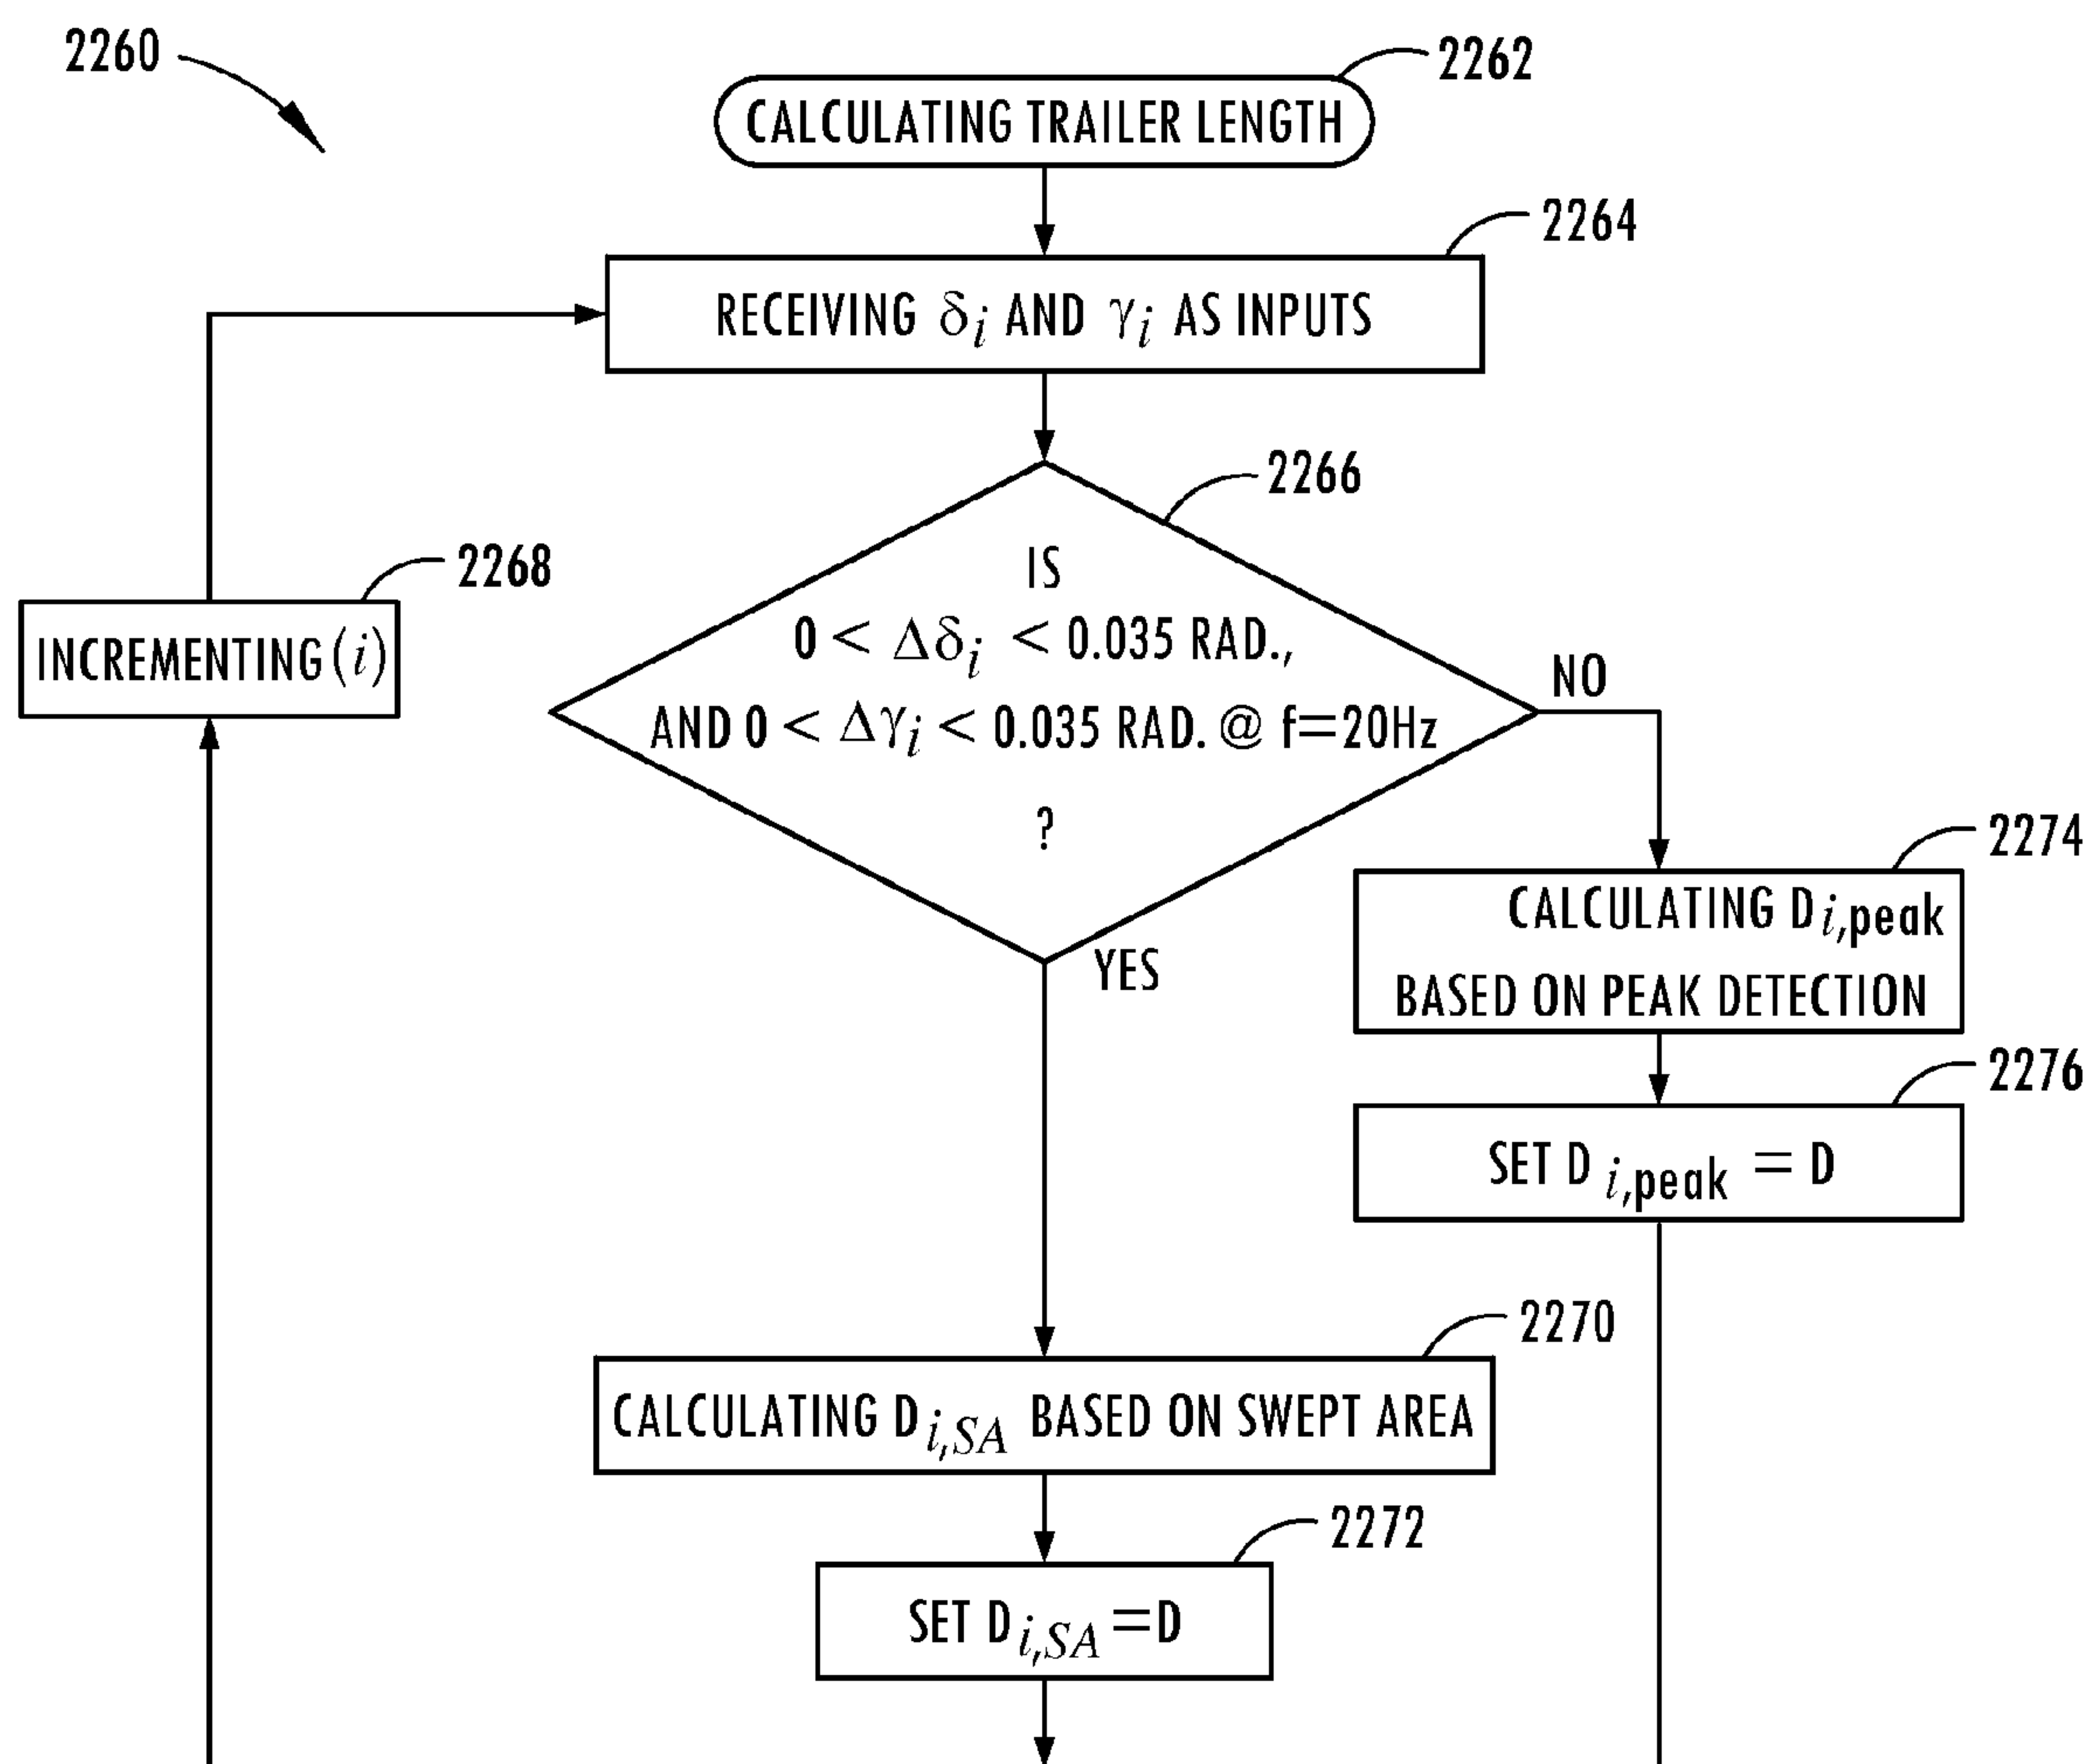 2260
2262
CALCULATING TRAILER LENGTH
2264
RECEIVING δi AND γi AS INPUTS
2266
IS
0 < Δδi < 0.035 RAD.,
AND 0 < Δγi < 0.035 RAD. @ f=20Hz
?
NO
YES
2268
INCREMENTING (i)
2274
CALCULATING Di,peak
BASED ON PEAK DETECTION
2276
SET Di,peak = D
2270
CALCULATING Di,SA BASED ON SWEPT AREA
2272
SET Di,SA=D